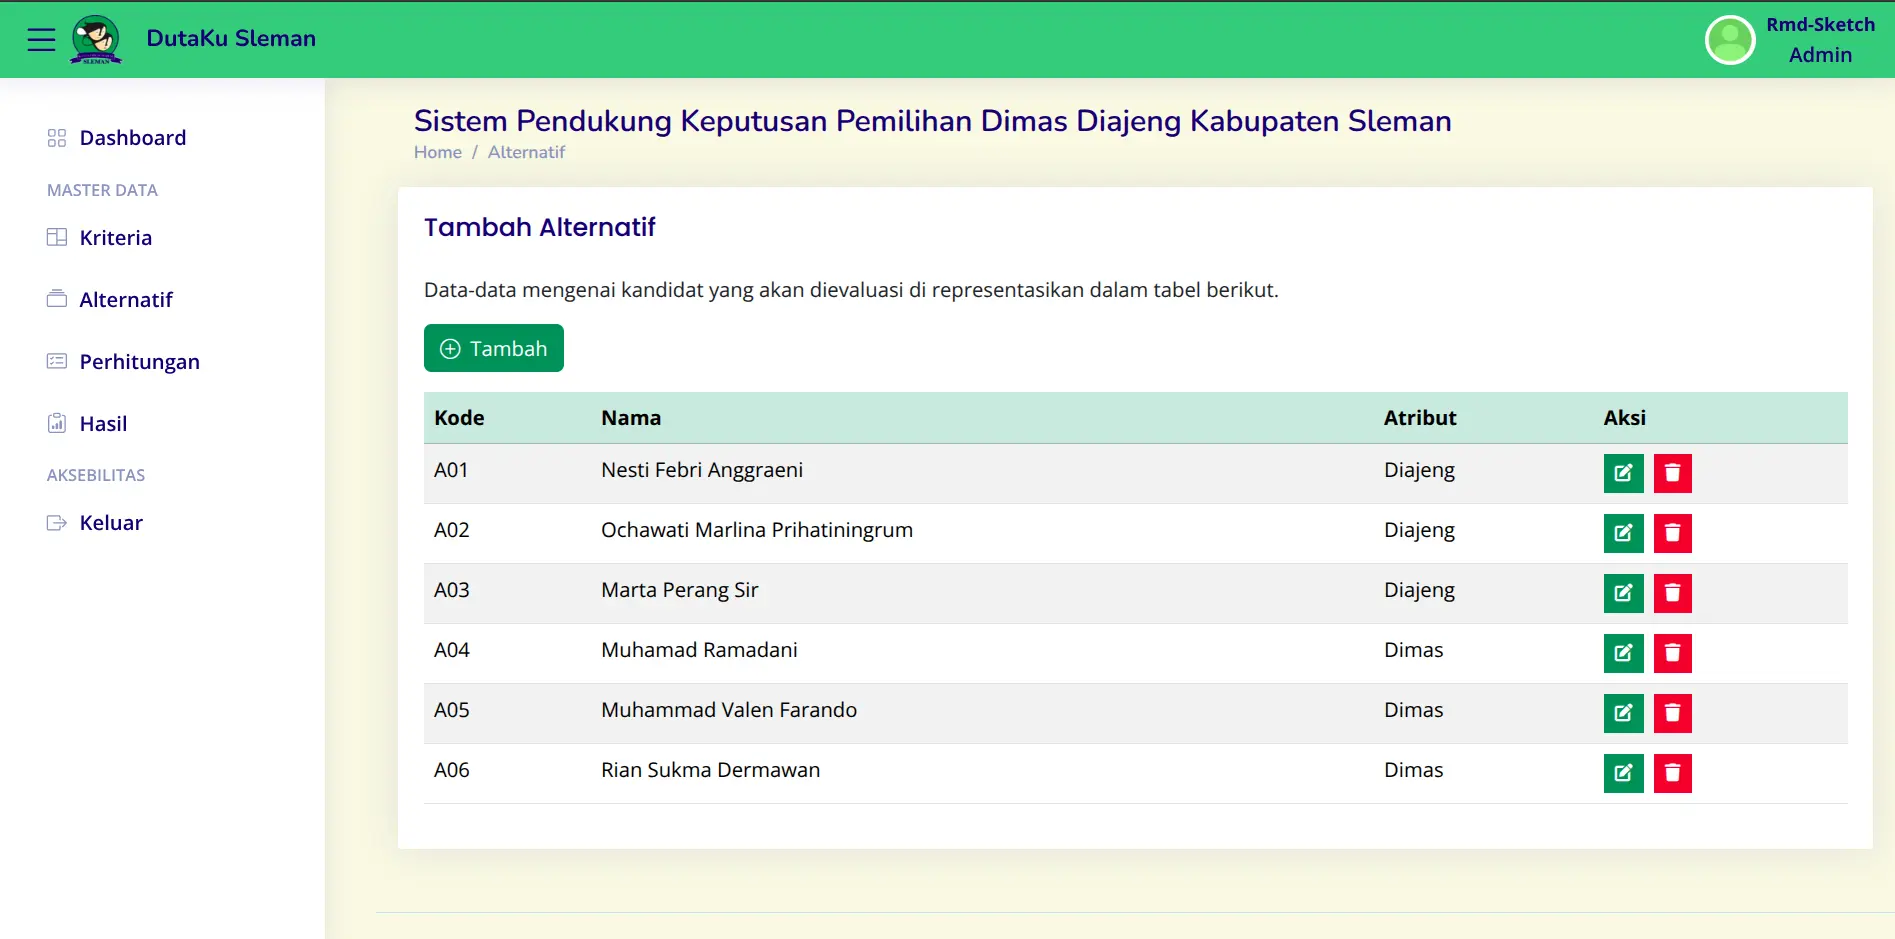 DutaKu Sleman
SLEMAN
Rmd-Sketch
Admin
Dashboard
MASTER DATA
Kriteria
Alternatif
Perhitungan
Hasil
AKSEBILITAS
Keluar
Sistem Pendukung Keputusan Pemilihan Dimas Diajeng Kabupaten Sleman
Home / Alternatif
Tambah Alternatif
Data-data mengenai kandidat yang akan dievaluasi di representasikan dalam tabel berikut.
Tambah
Kode Nama Atribut Aksi
A01 Nesti Febri Anggraeni Diajeng
A02 Ochawati Marlina Prihatiningrum Diajeng
A03 Marta Perang Sir Diajeng
A04 Muhamad Ramadani Dimas
A05 Muhammad Valen Farando Dimas
A06 Rian Sukma Dermawan Dimas